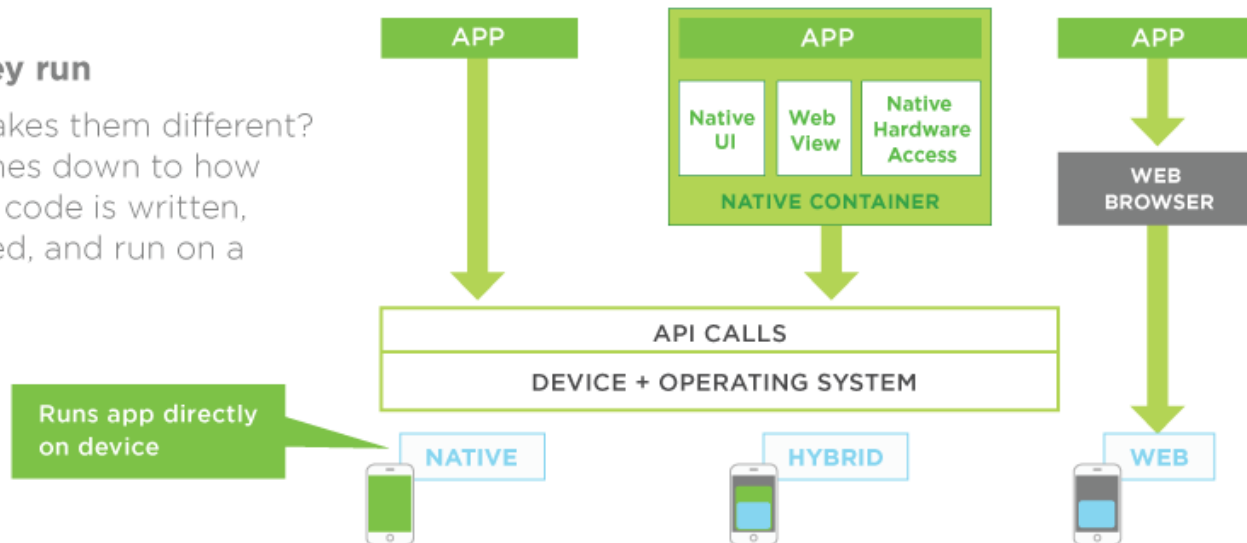 ey run
akes them different?
nes down to how
code is written,
ed, and run on a
APP
APP
Native
UI
Web
View
Native
Hardware
Access
NATIVE CONTAINER
APP
WEB
BROWSER
API CALLS
DEVICE + OPERATING SYSTEM
Runs app directly
on device
NATIVE
HYBRID
WEB